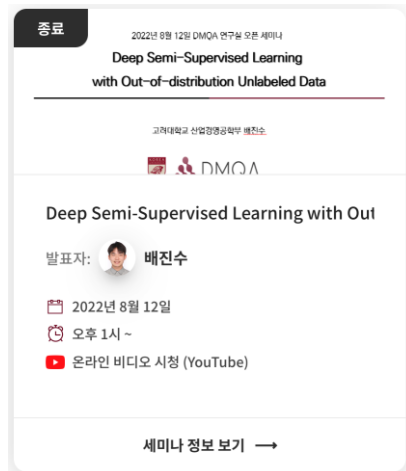 종료
2022년 8월 12일 DMQA 연구실 오픈 세미나
Deep Semi-Supervised Learning
with Out-of-distribution Unlabeled Data
고려대학교 산업경영공학부 배진수
DMQA
Deep Semi-Supervised Learning with Out
발표자: 배진수
2022년 8월 12일
오후 1시 ~
온라인 비디오 시청 (YouTube)
세미나 정보 보기 →